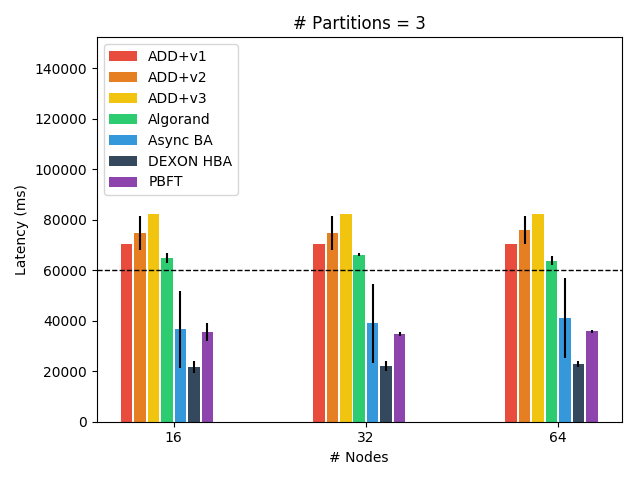 # Partitions = 3
ADD+v1
ADD+v2
ADD+v3
Algorand
Async BA
DEXON HBA
PBFT
Latency (ms)
140000
120000
100000
80000
60000
40000
20000
0
16 32 64
# Nodes